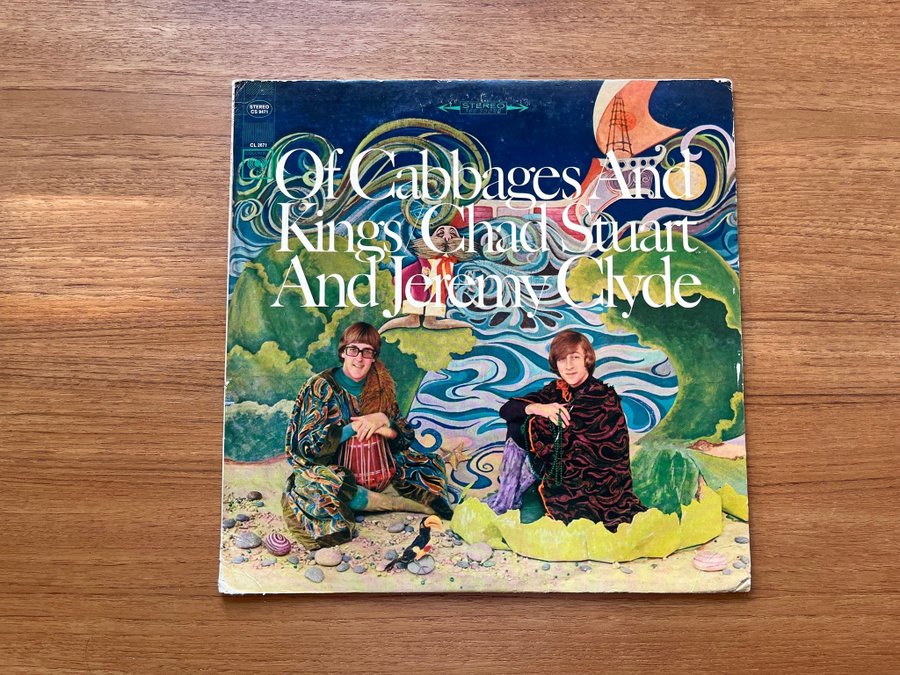 STEREO
CS 9471
CL 2671
STEREO
Of Cabbages And
Kings/Chad Stuart
And Jeremy Clyde